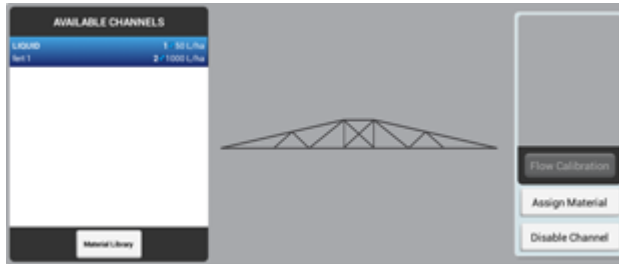 AVAILABLE CHANNELS
LIQUID 1 50 L/ha
fert 1 2 1000 L/ha
Material Library
Flow Calibration
Assign Material
Disable Channel